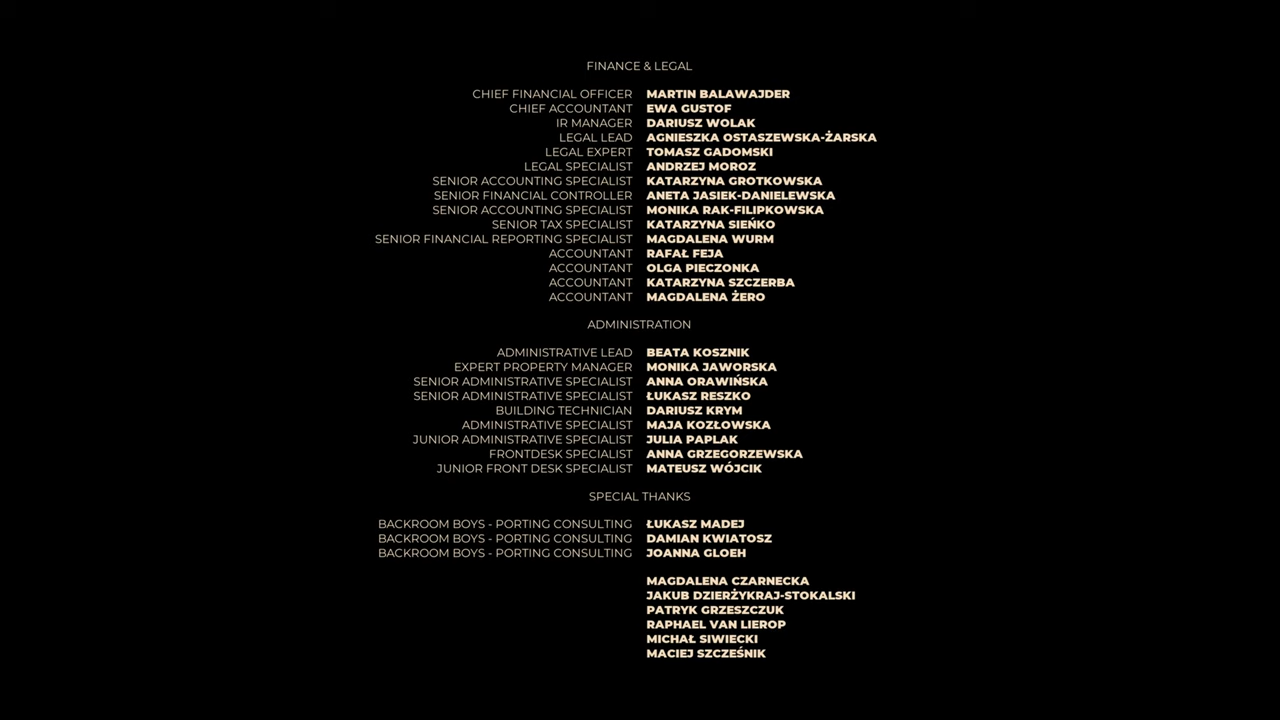 FINANCE & LEGAL
CHIEF FINANCIAL OFFICER MARTIN BALAWAJDER
CHIEF ACCOUNTANT EWA GUSTOF
IR MANAGER DARIUSZ WOLAK
LEGAL LEAD AGNIESZKA OSTASZEWSKA-ŻARSKA
LEGAL EXPERT TOMASZ GADOMSKI
LEGAL SPECIALIST ANDRZEJ MOROZ
SENIOR ACCOUNTING SPECIALIST KATARZYNA GROTKOWSKA
SENIOR FINANCIAL CONTROLLER ANETA JASIEK-DANIELEWSKA
SENIOR ACCOUNTING SPECIALIST MONIKA RAK-FILIPKOWSKA
SENIOR TAX SPECIALIST KATARZYNA SIEŃKO
SENIOR FINANCIAL REPORTING SPECIALIST MAGDALENA WURM
ACCOUNTANT RAFAŁ FEJA
ACCOUNTANT OLGA PIECZONKA
ACCOUNTANT KATARZYNA SZCZERBA
ACCOUNTANT MAGDALENA ŻERO
ADMINISTRATION
ADMINISTRATIVE LEAD BEATA KOSZNIK
EXPERT PROPERTY MANAGER MONIKA JAWORSKA
SENIOR ADMINISTRATIVE SPECIALIST ANNA ORAWIŃSKA
SENIOR ADMINISTRATIVE SPECIALIST ŁUKASZ RESZKO
BUILDING TECHNICIAN DARIUSZ KRYM
ADMINISTRATIVE SPECIALIST MAJA KOZŁOWSKA
JUNIOR ADMINISTRATIVE SPECIALIST JULIA PAPLAK
FRONTDESK SPECIALIST ANNA GRZEGORZEWSKA
JUNIOR FRONT DESK SPECIALIST MATEUSZ WÓJCIK
SPECIAL THANKS
BACKROOM BOYS - PORTING CONSULTING ŁUKASZ MADEJ
BACKROOM BOYS - PORTING CONSULTING DAMIAN KWIATOSZ
BACKROOM BOYS - PORTING CONSULTING JOANNA GLOEH
MAGDALENA CZARNECKA
JAKUB DZIERŻYKRAJ-STOKALSKI
PATRYK GRZESZCZUK
RAPHAEL VAN LIEROP
MICHAŁ SIWIECKI
MACIEJ SZCZEŚNIK